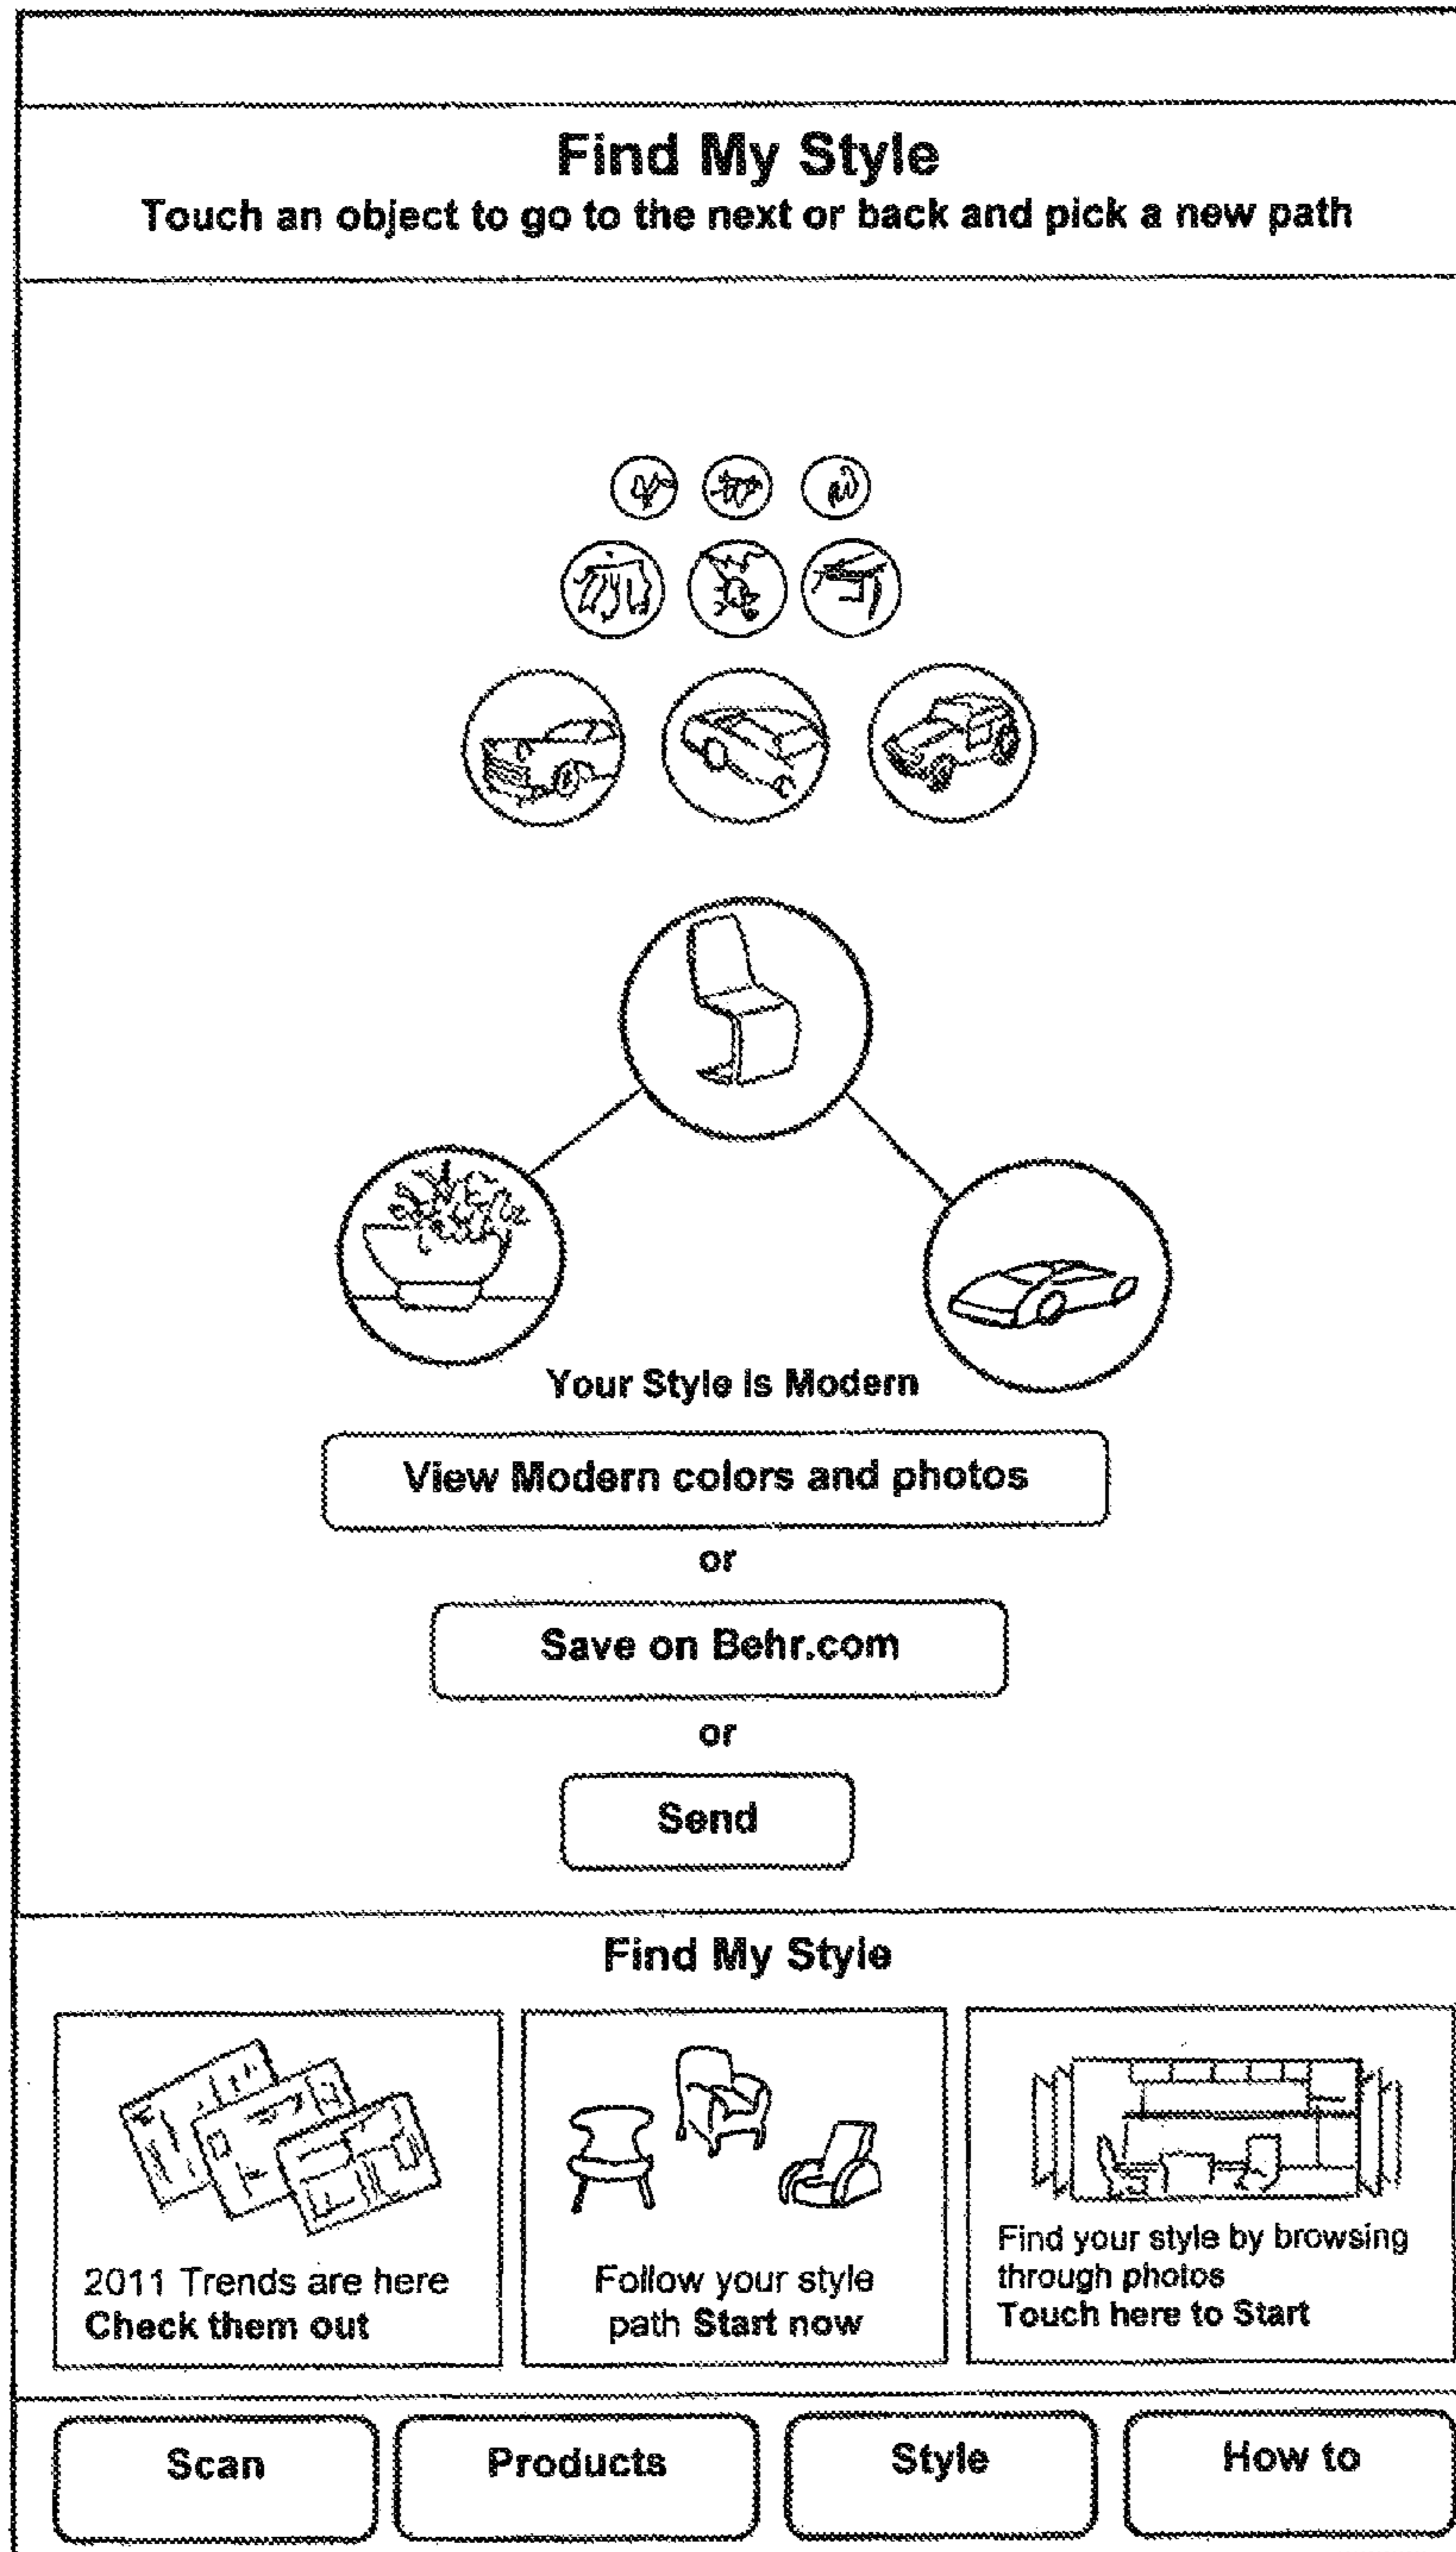 Find My Style
Touch an object to go to the next or back and pick a new path
Your Style is Modern
View Modern colors and photos
or
Save on Behr.com
or
Send
Find My Style
2011 Trends are here
Check them out
Follow your style
path Start now
Find your style by browsing
through photos
Touch here to Start
Scan
Products
Style
How to